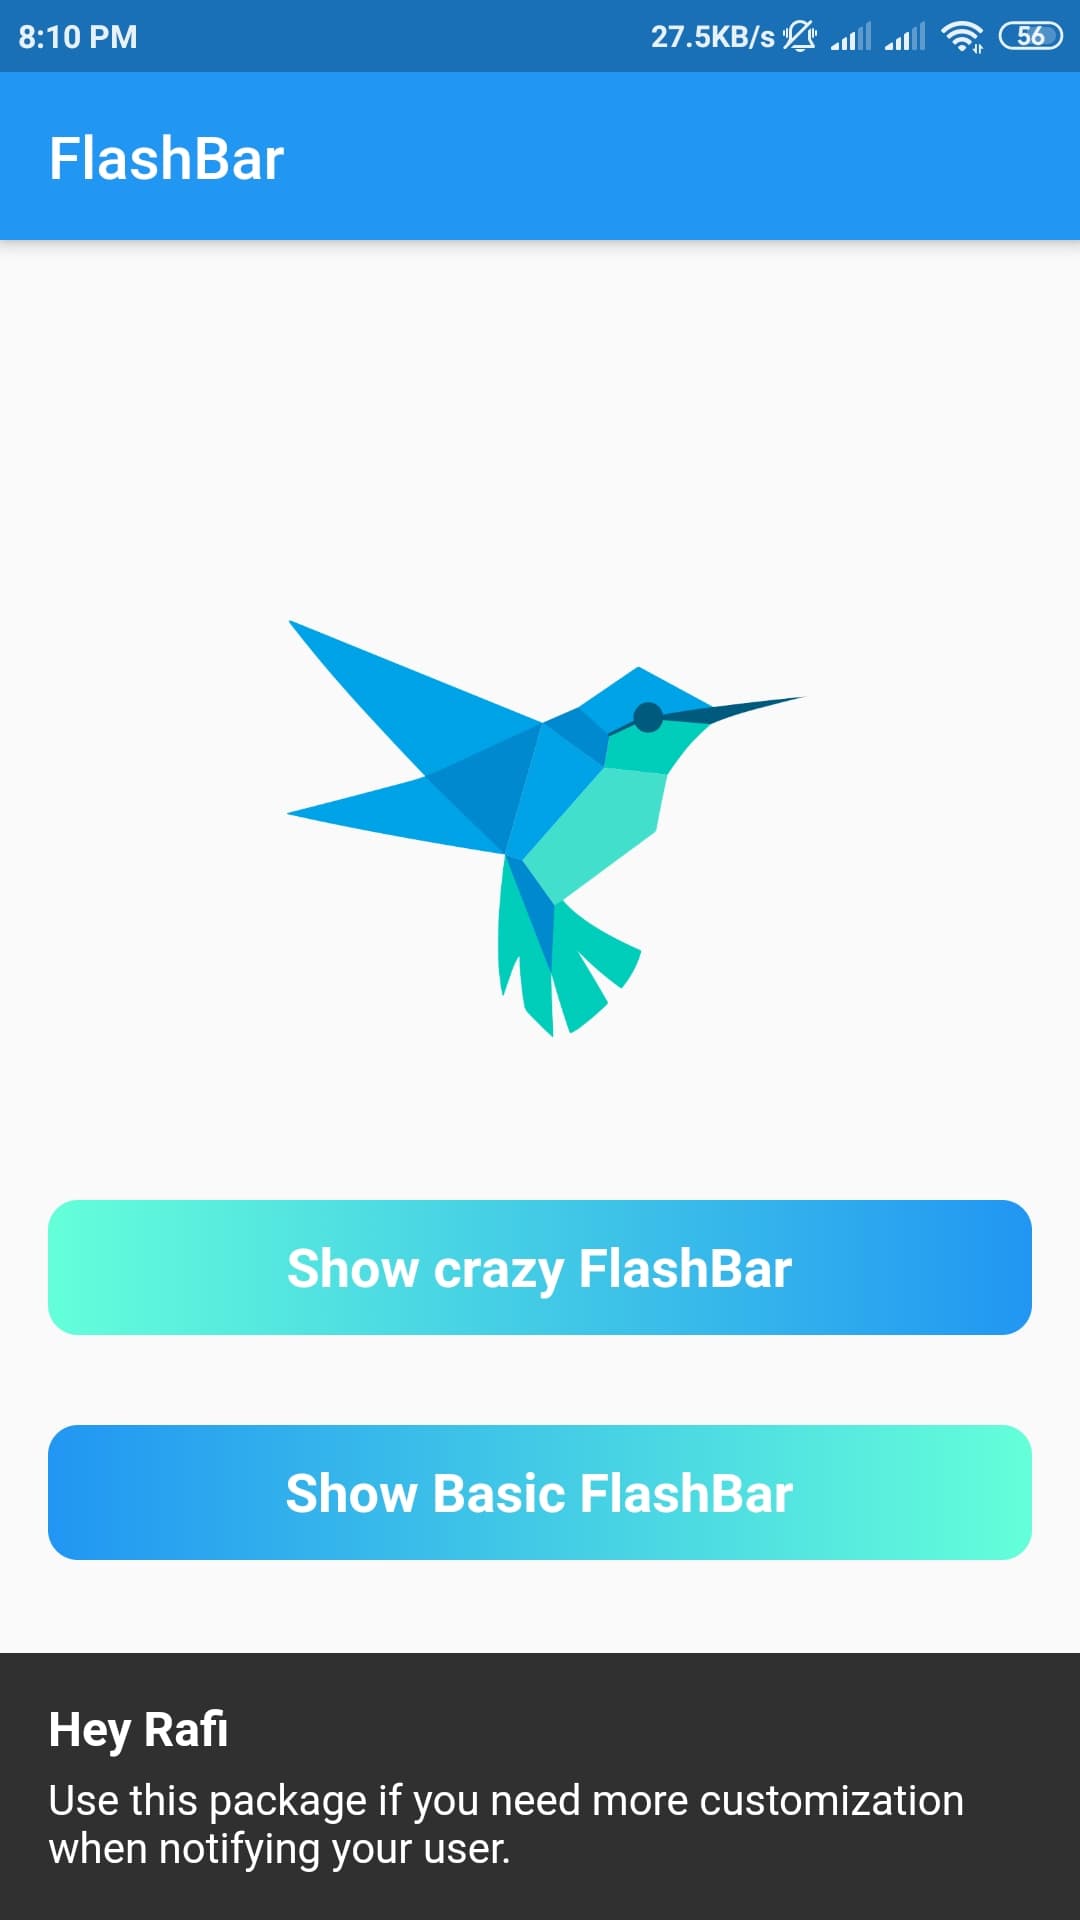 8:10 PM 27.5KB/s 56
FlashBar
Show crazy FlashBar
Show Basic FlashBar
Hey Rafi
Use this package if you need more customization
when notifying your user.